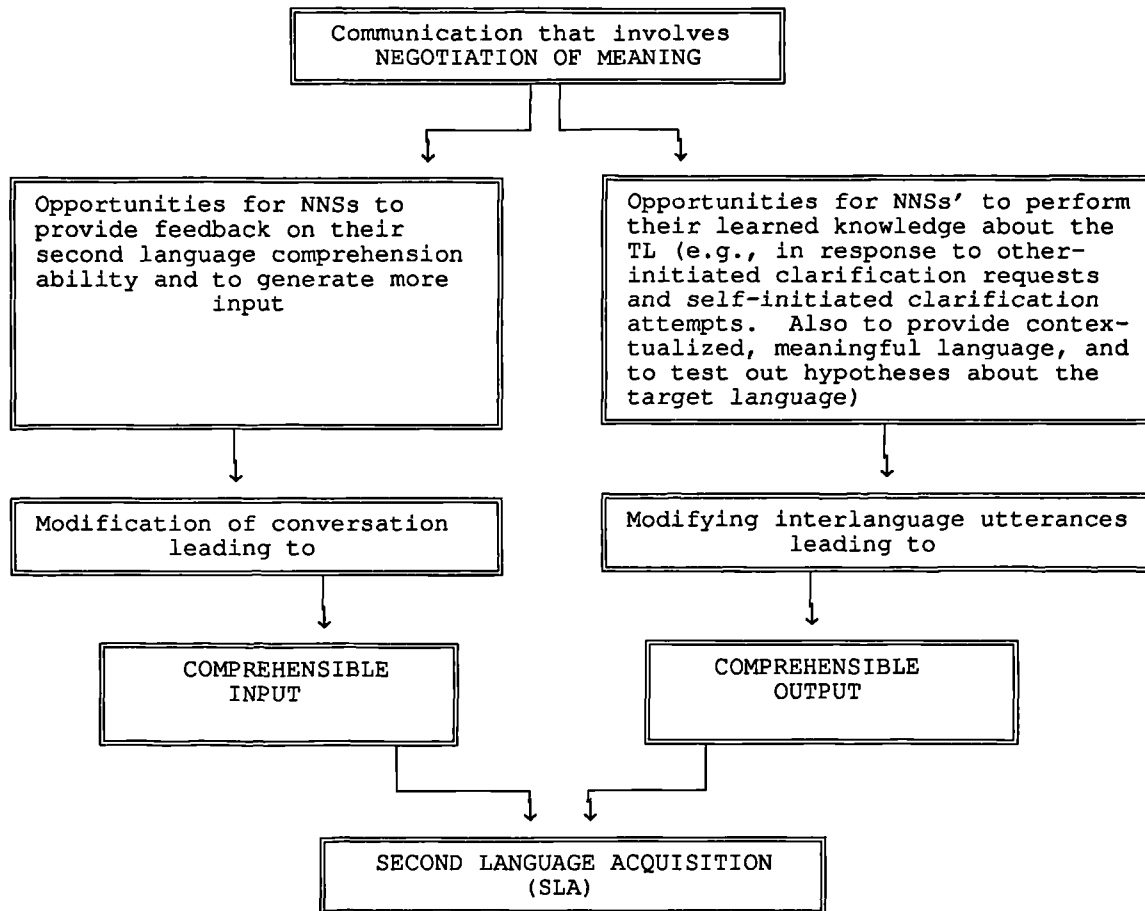 Communication that involves
NEGOTIATION OF MEANING
Opportunities for NNSs to
provide feedback on their
second language comprehension
ability and to generate more
input
Opportunities for NNSs' to perform
their learned knowledge about the
TL (e.g., in response to other-
initiated clarification requests
and self-initiated clarification
attempts. Also to provide contex-
tualized, meaningful language, and
to test out hypotheses about the
target language)
Modification of conversation
leading to
Modifying interlanguage utterances
leading to
COMPREHENSIBLE
INPUT
COMPREHENSIBLE
OUTPUT
SECOND LANGUAGE ACQUISITION
(SLA)